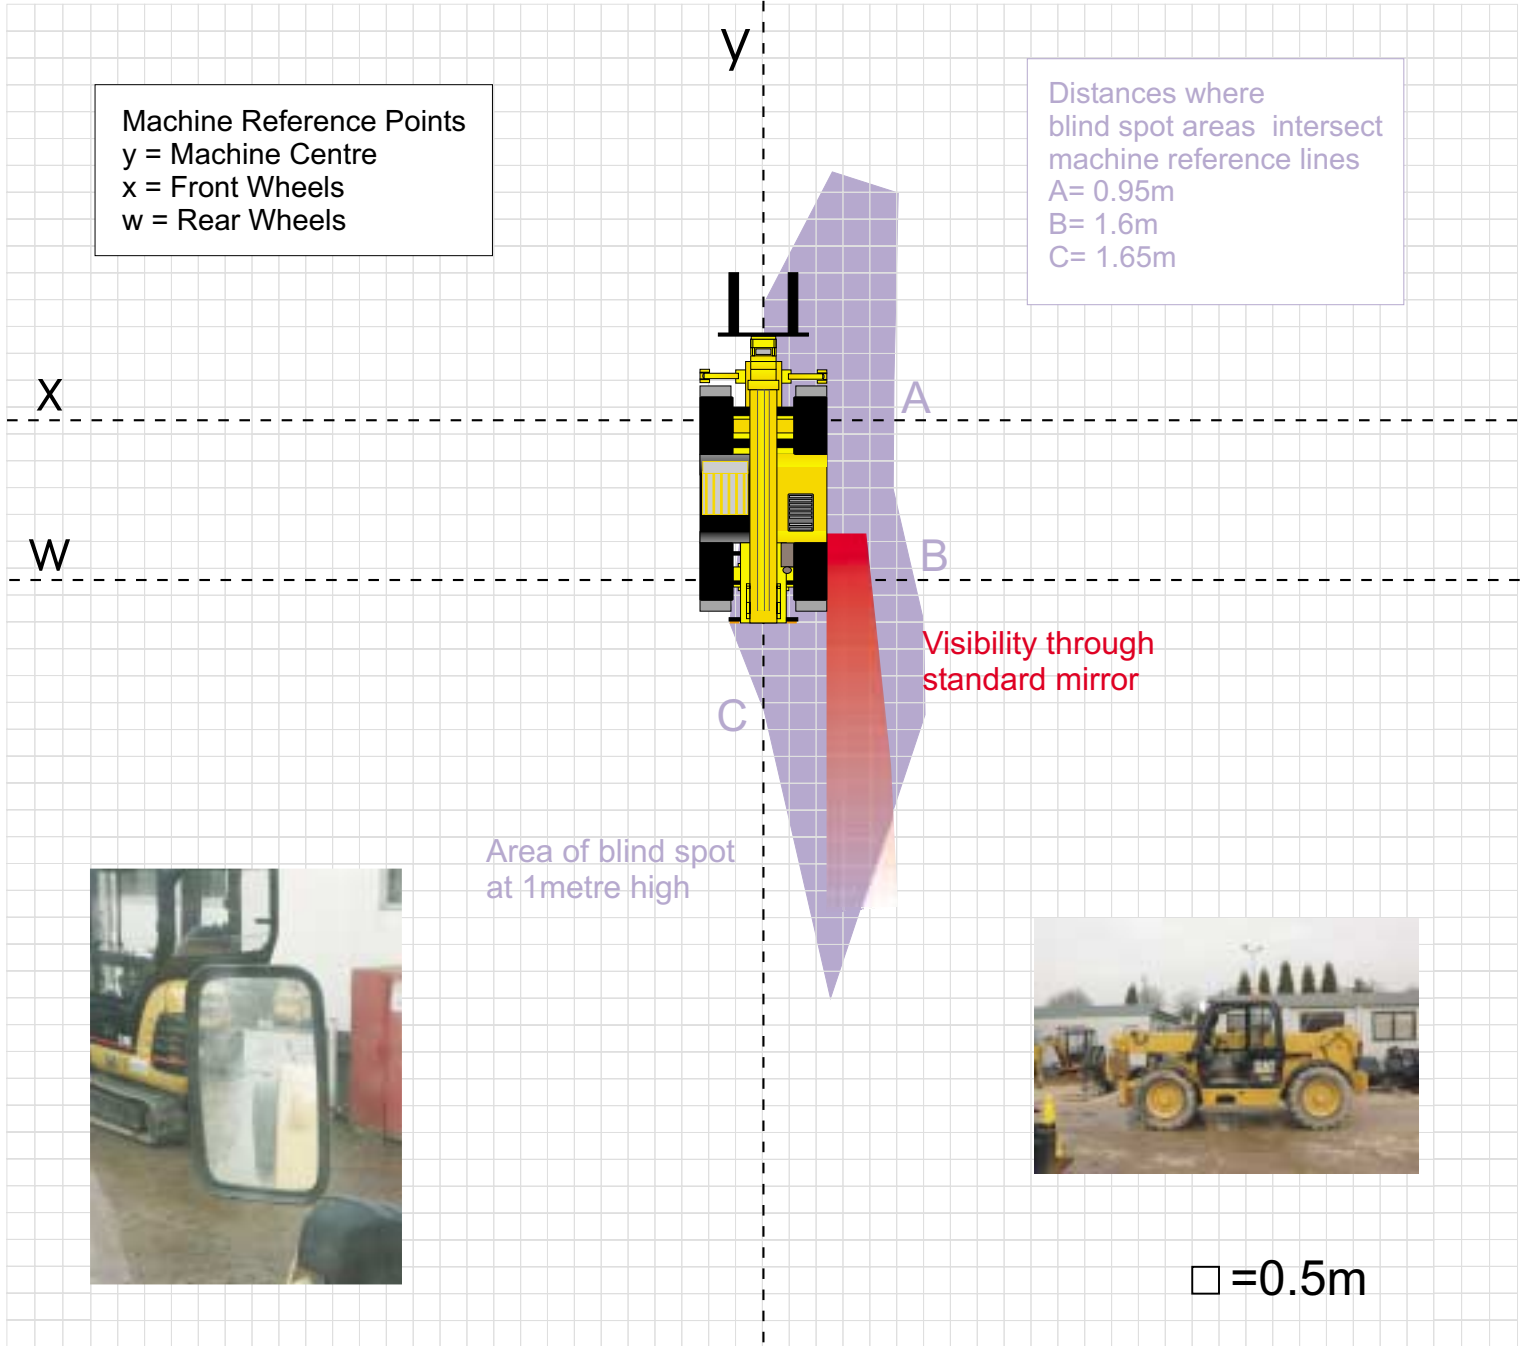 y
Machine Reference Points
y = Machine Centre
x = Front Wheels
w = Rear Wheels
Distances where
blind spot areas intersect
machine reference lines
A= 0.95m
B= 1.6m
C= 1.65m
X
A
W
B
Visibility through
standard mirror
C
Area of blind spot
at 1metre high
=0.5m